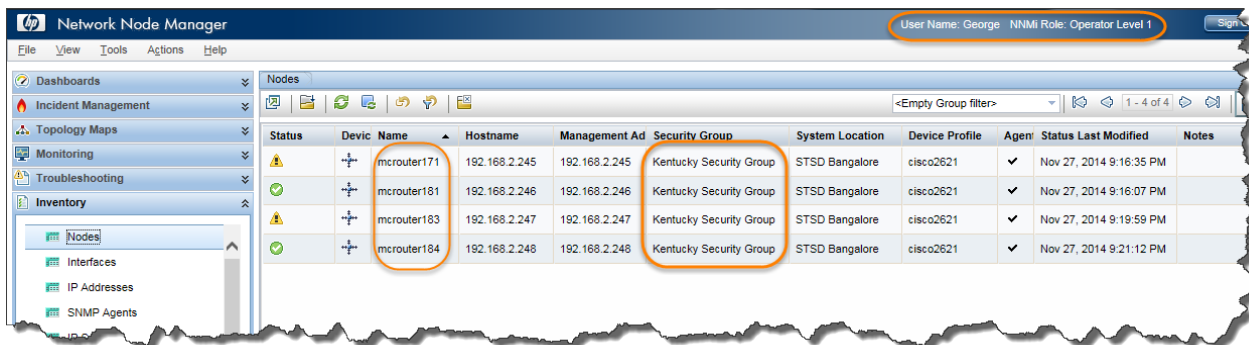 hp Network Node Manager
User Name: George NNMi Role: Operator Level 1
Sign
File View Tools Actions Help
Dashboards
Incident Management
Topology Maps
Monitoring
Troubleshooting
Inventory
Nodes
Interfaces
IP Addresses
SNMP Agents
Nodes
<Empty Group filter>
1 - 4 of 4
Status Devic Name Hostname Management Ad Security Group System Location Device Profile Agen Status Last Modified Notes
mcrouter171 192.168.2.245 192.168.2.245 Kentucky Security Group STSD Bangalore cisco2621 Nov 27, 2014 9:16:35 PM
mcrouter181 192.168.2.246 192.168.2.246 Kentucky Security Group STSD Bangalore cisco2621 Nov 27, 2014 9:16:07 PM
mcrouter183 192.168.2.247 192.168.2.247 Kentucky Security Group STSD Bangalore cisco2621 Nov 27, 2014 9:19:59 PM
mcrouter184 192.168.2.248 192.168.2.248 Kentucky Security Group STSD Bangalore cisco2621 Nov 27, 2014 9:21:12 PM